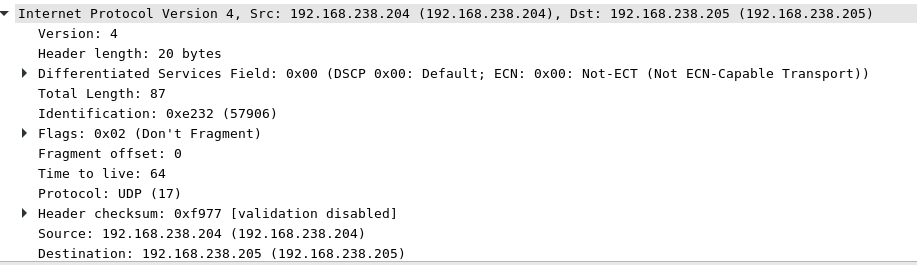 Internet Protocol Version 4, Src: 192.168.238.204 (192.168.238.204), Dst: 192.168.238.205 (192.168.238.205)
Version: 4
Header length: 20 bytes
Differentiated Services Field: 0x00 (DSCP 0x00: Default; ECN: 0x00: Not-ECT (Not ECN-Capable Transport))
Total Length: 87
Identification: 0xe232 (57906)
Flags: 0x02 (Don't Fragment)
Fragment offset: 0
Time to live: 64
Protocol: UDP (17)
Header checksum: 0xf977 [validation disabled]
Source: 192.168.238.204 (192.168.238.204)
Destination: 192.168.238.205 (192.168.238.205)